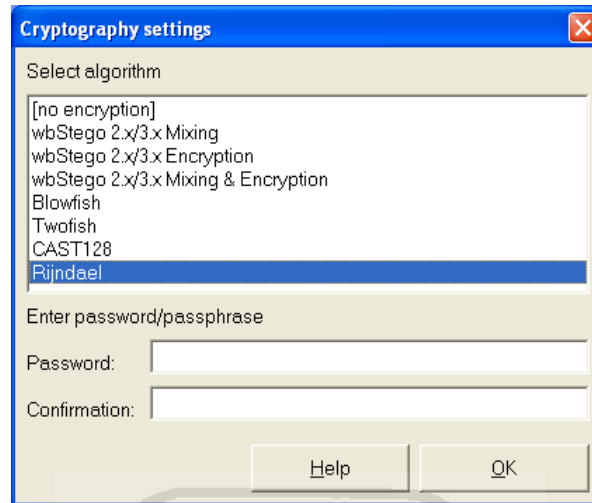 Cryptography settings
Select algorithm
[no encryption]
wbStego 2.x/3.x Mixing
wbStego 2.x/3.x Encryption
wbStego 2.x/3.x Mixing & Encryption
Blowfish
Twofish
CAST128
Rijndael
Enter password/passphrase
Password:
Confirmation:
Help OK